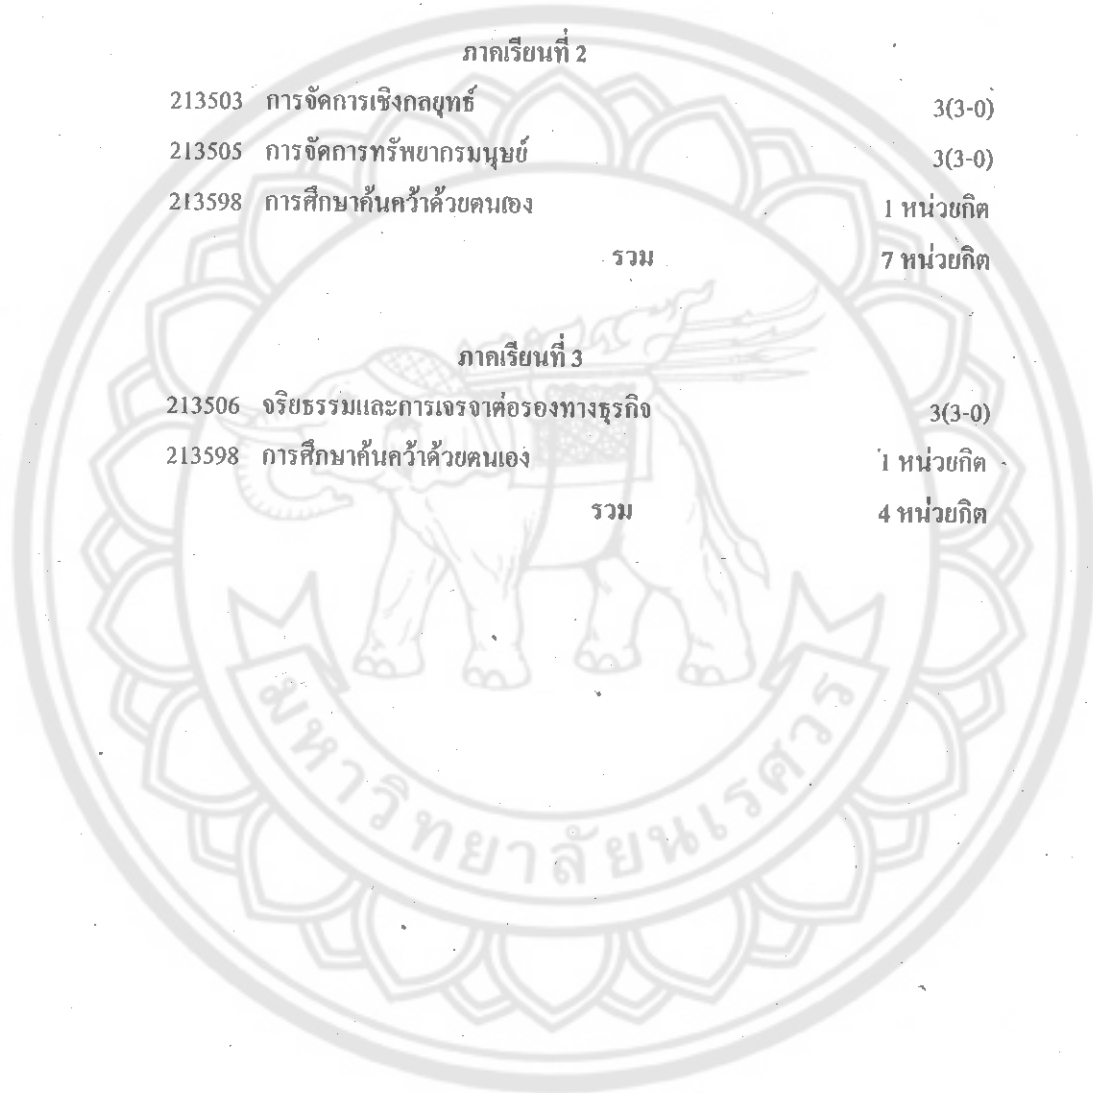 ภาคเรียนที่ 2
213503 การจัดการเชิงกลยุทธ์ 3(3-0)
213505 การจัดการทรัพยากรมนุษย์ 3(3-0)
213598 การศึกษาค้นคว้าด้วยตนเอง 1 หน่วยกิต
รวม 7 หน่วยกิต
ภาคเรียนที่ 3
213506 จริยธรรมและการเจรจาต่อรองทางธุรกิจ 3(3-0)
213598 การศึกษาค้นคว้าด้วยตนเอง 1 หน่วยกิต
รวม 4 หน่วยกิต
มหาวิทยาลัยนเรศวร